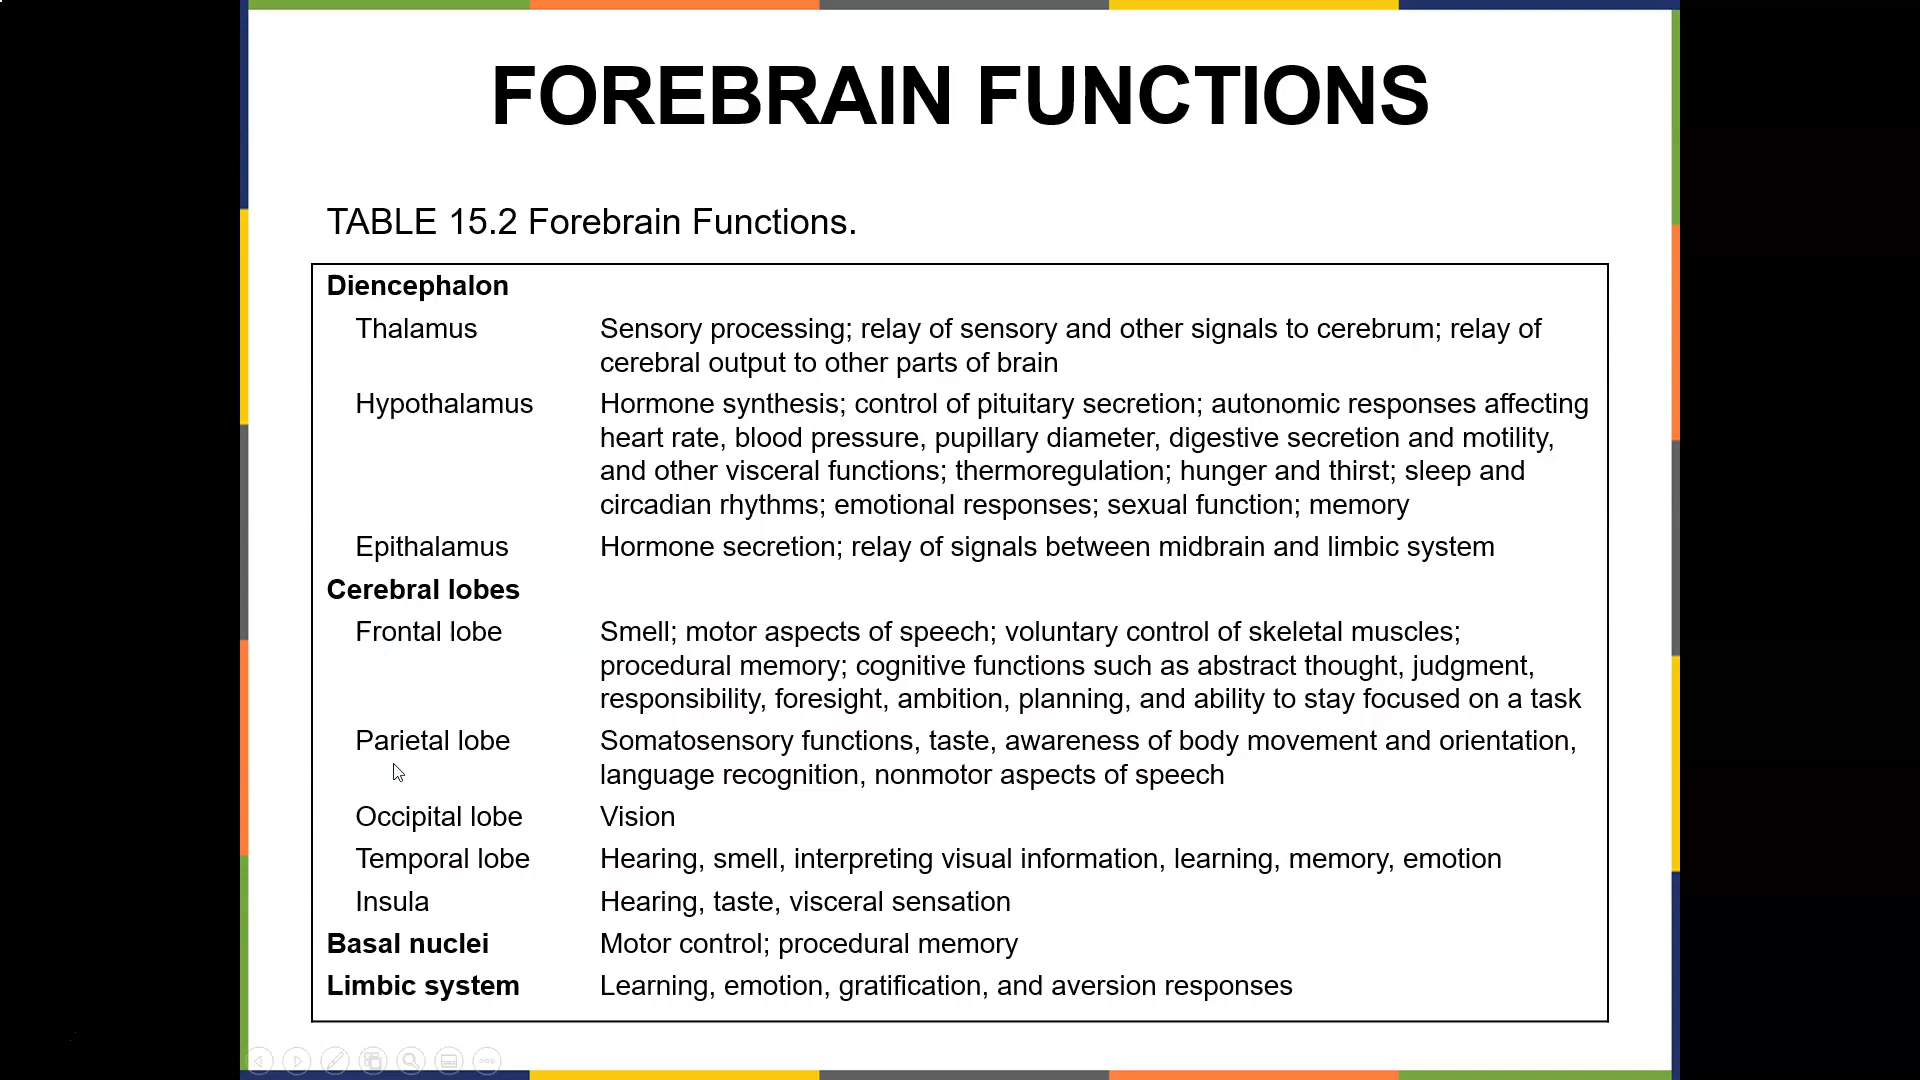 FOREBRAIN FUNCTIONS
TABLE 15.2 Forebrain Functions.
Diencephalon
Thalamus Sensory processing; relay of sensory and other signals to cerebrum; relay of
cerebral output to other parts of brain
Hypothalamus Hormone synthesis; control of pituitary secretion; autonomic responses affecting
heart rate, blood pressure, pupillary diameter, digestive secretion and motility,
and other visceral functions; thermoregulation; hunger and thirst; sleep and
circadian rhythms; emotional responses; sexual function; memory
Epithalamus Hormone secretion; relay of signals between midbrain and limbic system
Cerebral lobes
Frontal lobe Smell; motor aspects of speech; voluntary control of skeletal muscles;
procedural memory; cognitive functions such as abstract thought, judgment,
responsibility, foresight, ambition, planning, and ability to stay focused on a task
Parietal lobe Somatosensory functions, taste, awareness of body movement and orientation,
language recognition, nonmotor aspects of speech
Occipital lobe Vision
Temporal lobe Hearing, smell, interpreting visual information, learning, memory, emotion
Insula Hearing, taste, visceral sensation
Basal nuclei Motor control; procedural memory
Limbic system Learning, emotion, gratification, and aversion responses